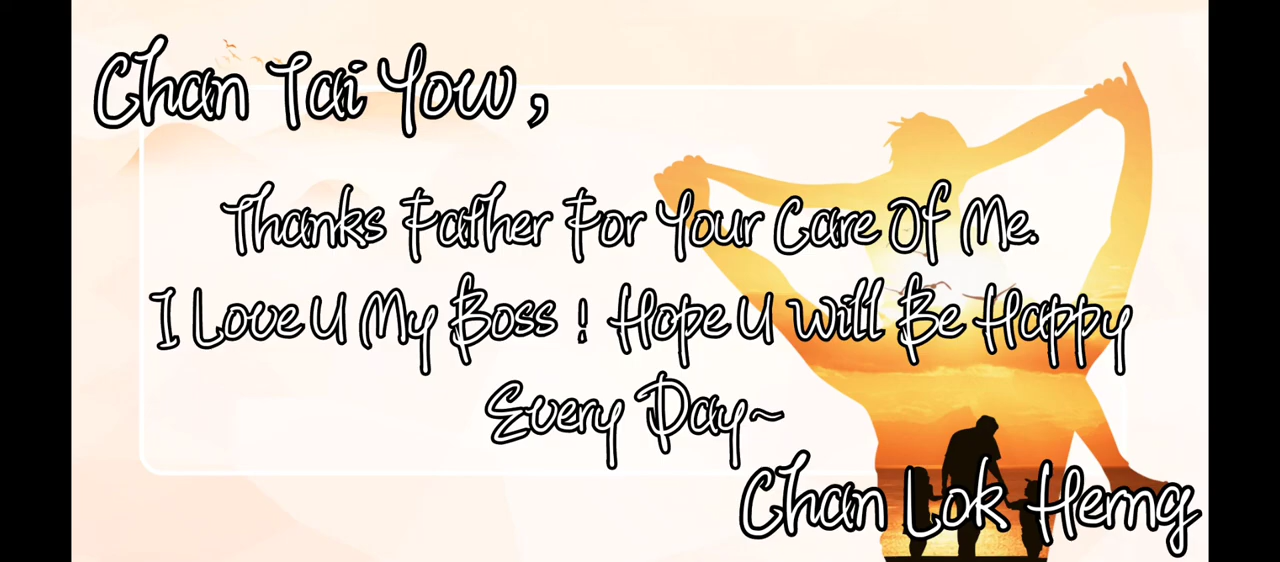 Chan Tai Yow,
Thanks Father For Your Care Of Me.
I Love U My Boss ! Hope U Will Be Happy
Every Day~
Chan Lok Herng